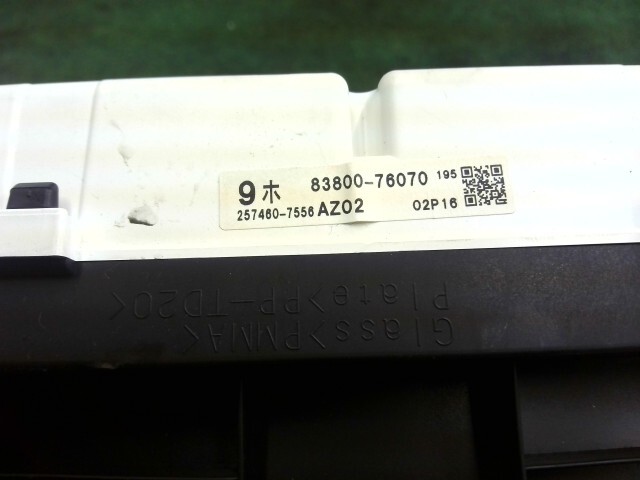 9ホ 83800-76070 195
257460-7556 AZ02 02P16
Glass>PMMA<
Plate>PP-TD20<